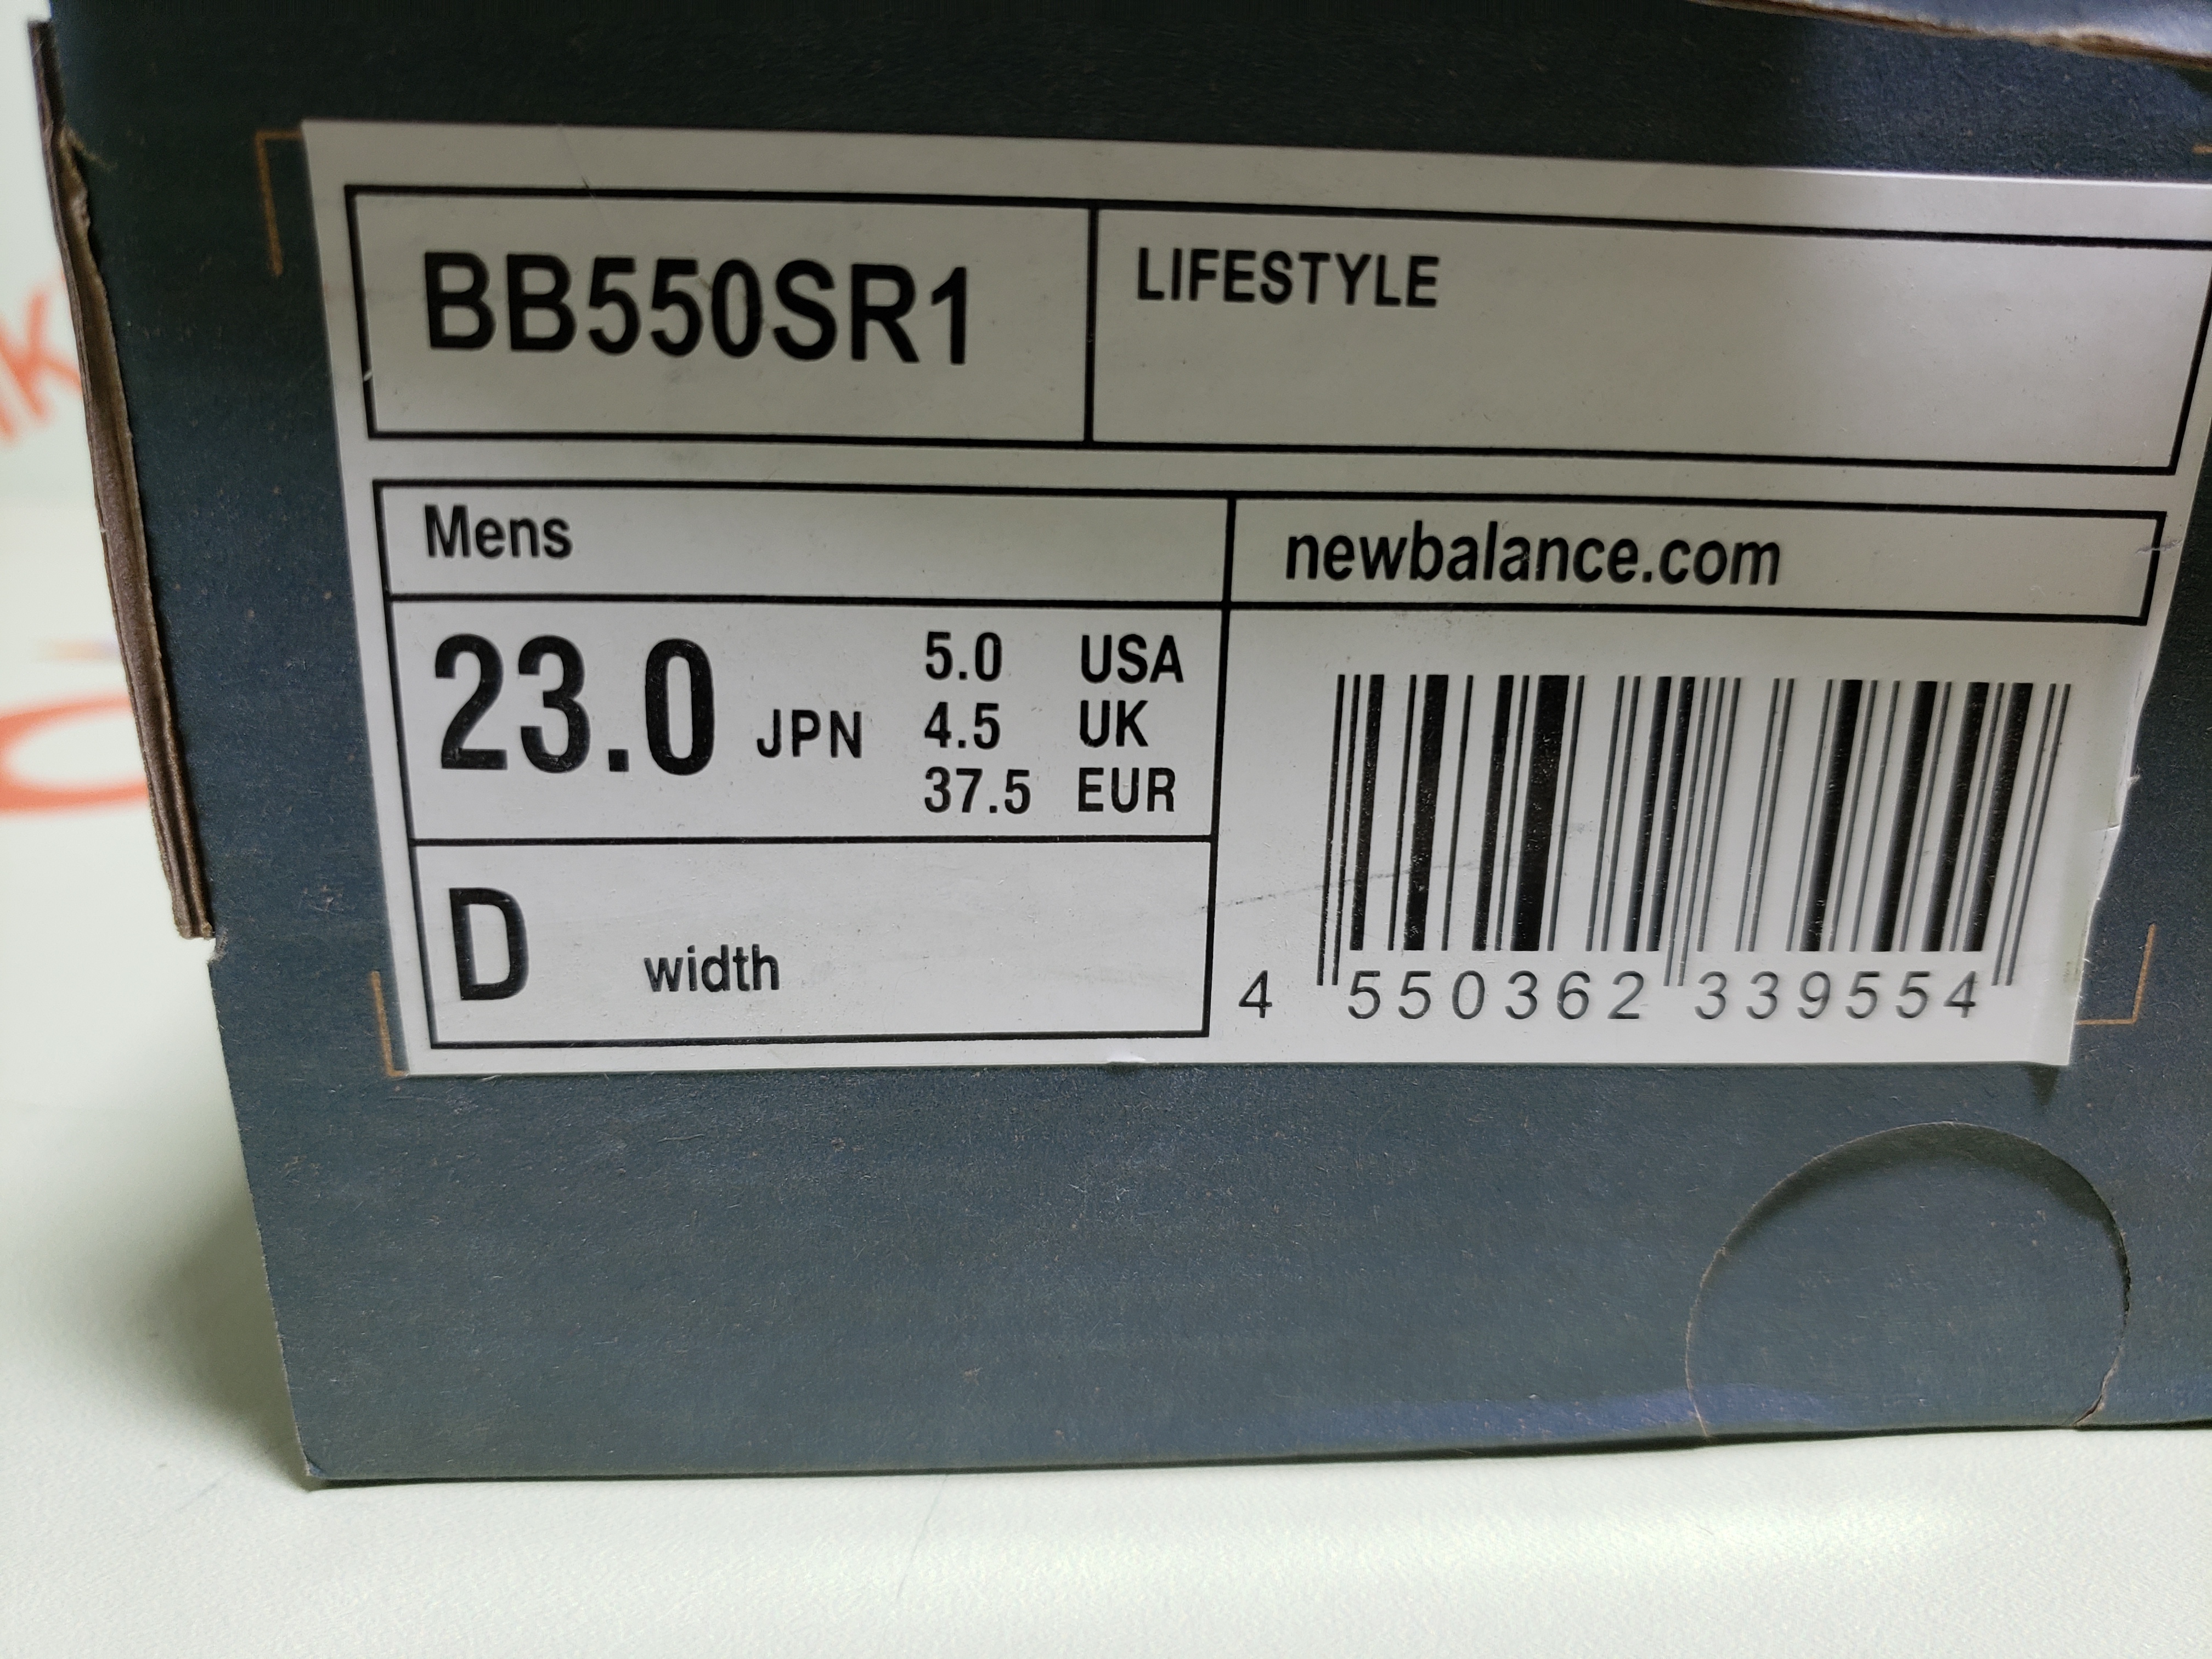 BB550SR1
LIFESTYLE
Mens
newbalance.com
23.0 JPN
5.0 USA
4.5 UK
37.5 EUR
D width
4 550362 339554